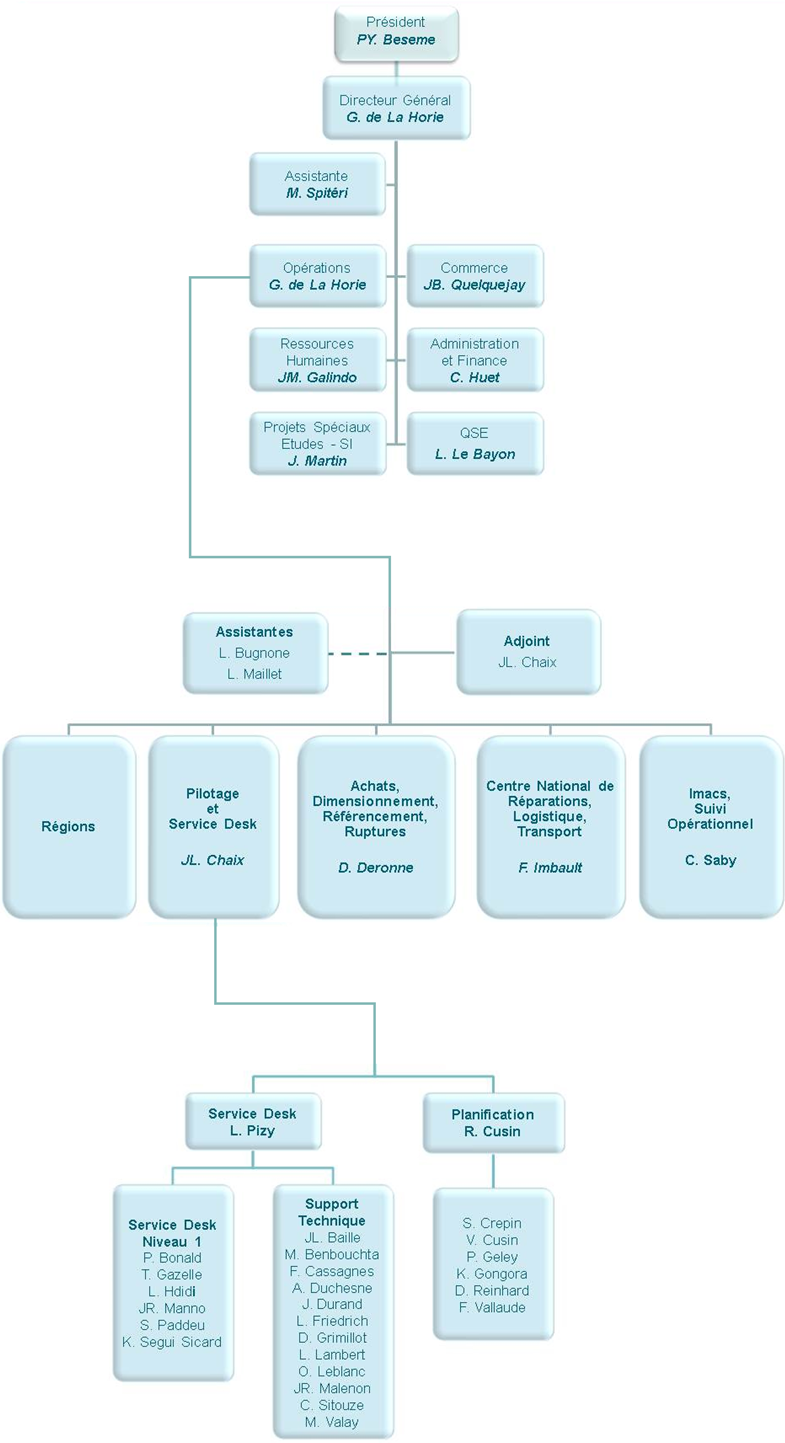 Président
PY. Beseme
Directeur Général
G. de La Horie
Assistante
M. Spitéri
Opérations
G. de La Horie
Commerce
JB. Quelquejay
Ressources
Humaines
JM. Galindo
Administration
et Finance
C. Huet
Projets Spéciaux
Etudes - SI
J. Martin
QSE
L. Le Bayon
Assistantes
L. Bugnone
L. Maillet
Adjoint
JL. Chaix
Régions
Pilotage
et
Service Desk
JL. Chaix
Achats,
Dimensionnement,
Référencement,
Ruptures
D. Deronne
Centre National de
Réparations,
Logistique,
Transport
F. Imbault
Imacs,
Suivi
Opérationnel
C. Saby
Service Desk
L. Pizy
Planification
R. Cusin
Service Desk
Niveau 1
P. Bonald
T. Gazelle
L. Hdidi
JR. Manno
S. Paddeu
K. Segui Sicard
Support
Technique
JL. Baille
M. Benbouchta
F. Cassagnes
A. Duchesne
J. Durand
L. Friedrich
D. Grimillot
L. Lambert
O. Leblanc
JR. Malenon
C. Sitouze
M. Valay
S. Crepin
V. Cusin
P. Geley
K. Gongora
D. Reinhard
F. Vallaude